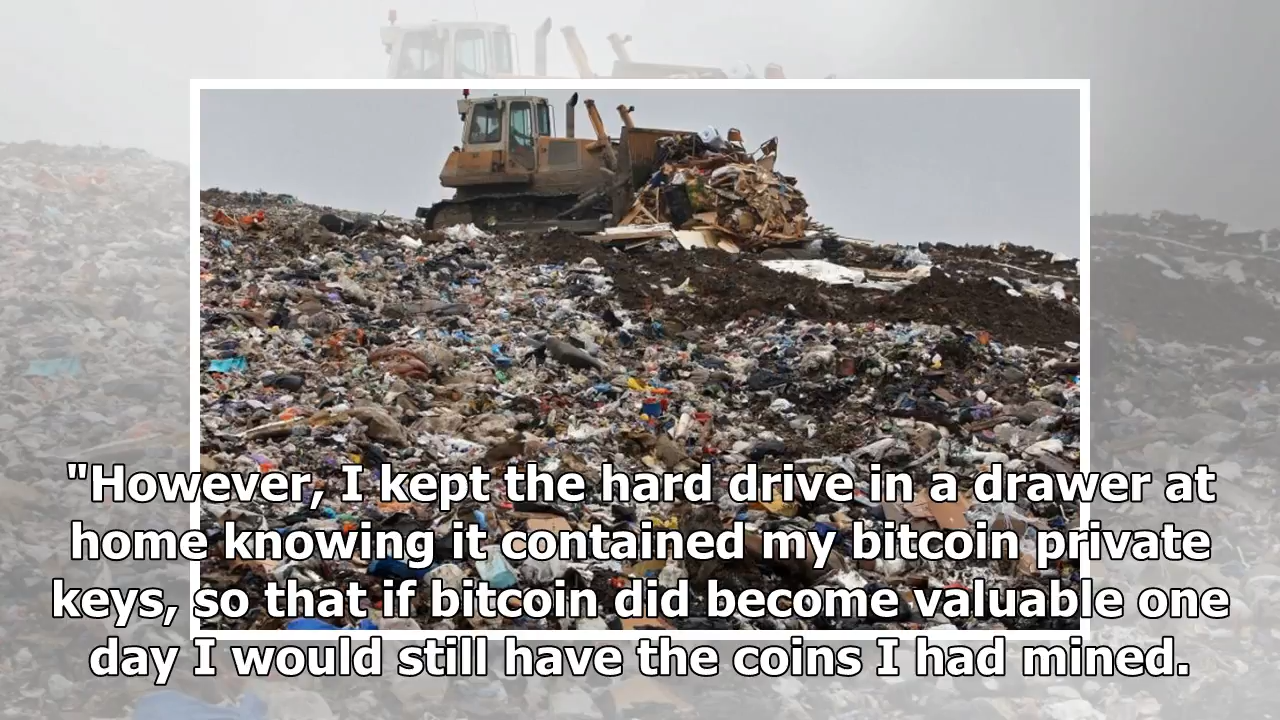 "However, I kept the hard drive in a drawer at
home knowing it contained my bitcoin private
keys, so that if bitcoin did become valuable one
day I would still have the coins I had mined.